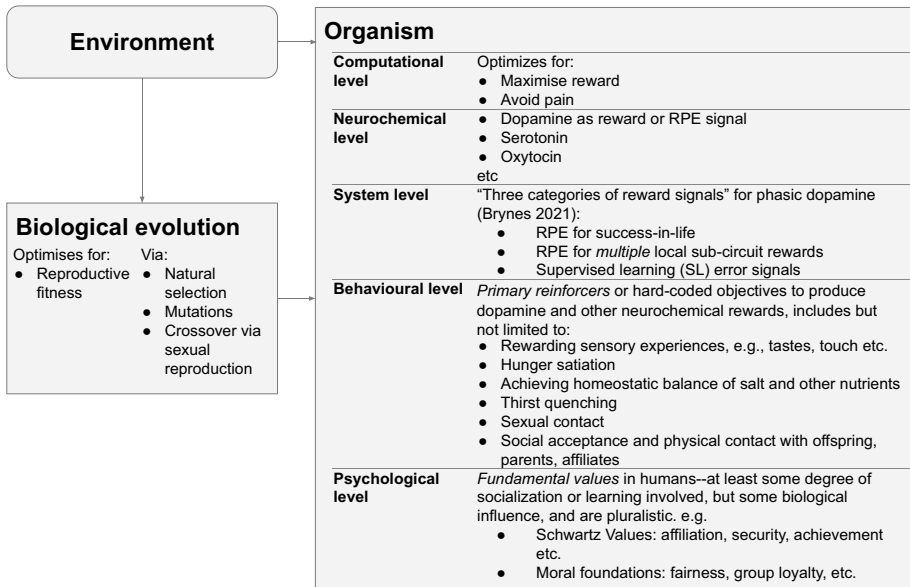 Environment
Biological evolution
Optimises for:
● Reproductive
fitness
Via:
● Natural
selection
● Mutations
● Crossover via
sexual
reproduction
Organism
Computational
level
Optimizes for:
● Maximise reward
● Avoid pain
Neurochemical
level
● Dopamine as reward or RPE signal
● Serotonin
● Oxytocin
etc
System level
“Three categories of reward signals” for phasic dopamine
(Brynes 2021):
● RPE for success-in-life
● RPE for multiple local sub-circuit rewards
● Supervised learning (SL) error signals
Behavioural level
Primary reinforcers or hard-coded objectives to produce
dopamine and other neurochemical rewards, includes but
not limited to:
● Rewarding sensory experiences, e.g., tastes, touch etc.
● Hunger satiation
● Achieving homeostatic balance of salt and other nutrients
● Thirst quenching
● Sexual contact
● Social acceptance and physical contact with offspring,
parents, affiliates
Psychological
level
Fundamental values in humans--at least some degree of
socialization or learning involved, but some biological
influence, and are pluralistic. e.g.
● Schwartz Values: affiliation, security, achievement
etc.
● Moral foundations: fairness, group loyalty, etc.